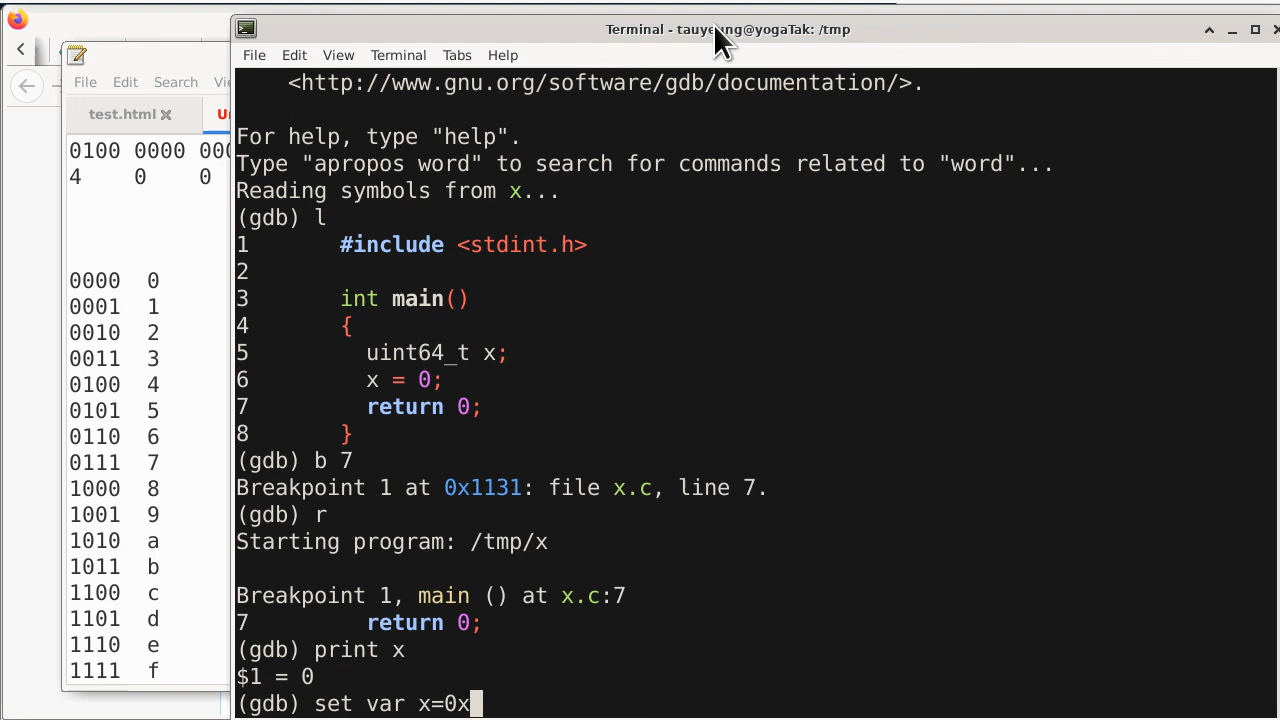 Terminal - tauyeung@yogaTak: /tmp
File Edit View Terminal Tabs Help
<http://www.gnu.org/software/gdb/documentation/>.
For help, type "help".
Type "apropos word" to search for commands related to "word"...
Reading symbols from x...
(gdb) l
1 #include <stdint.h>
2
3 int main()
4 {
5 uint64_t x;
6 x = 0;
7 return 0;
8 }
(gdb) b 7
Breakpoint 1 at 0x1131: file x.c, line 7.
(gdb) r
Starting program: /tmp/x
Breakpoint 1, main () at x.c:7
7 return 0;
(gdb) print x
$1 = 0
(gdb) set var x=0x
File Edit Search
test.html
0100 0000
4 0 0
0000 0
0001 1
0010 2
0011 3
0100 4
0101 5
0110 6
0111 7
1000 8
1001 9
1010 a
1011 b
1100 c
1101 d
1110 e
1111 f